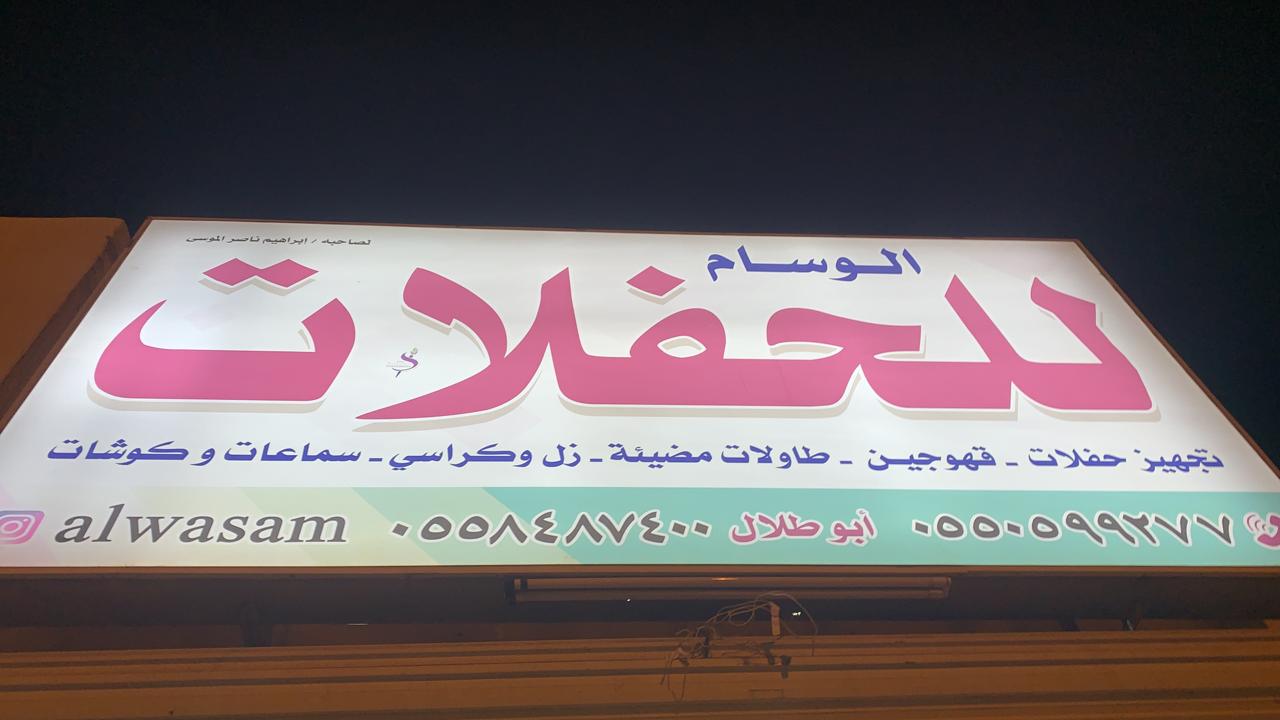 لصاحبه / ابراهيم ناصر الموسى
الوسام
للحفلات
تجهيز حفلات - قهوجين - طاولات مضيئة - زل وكراسي - سماعات و كوشات
٠٥٥٠٥٩٩٢٧٧ أبو طلال ٠٥٥٨٤٨٧٤٠٠ alwasam